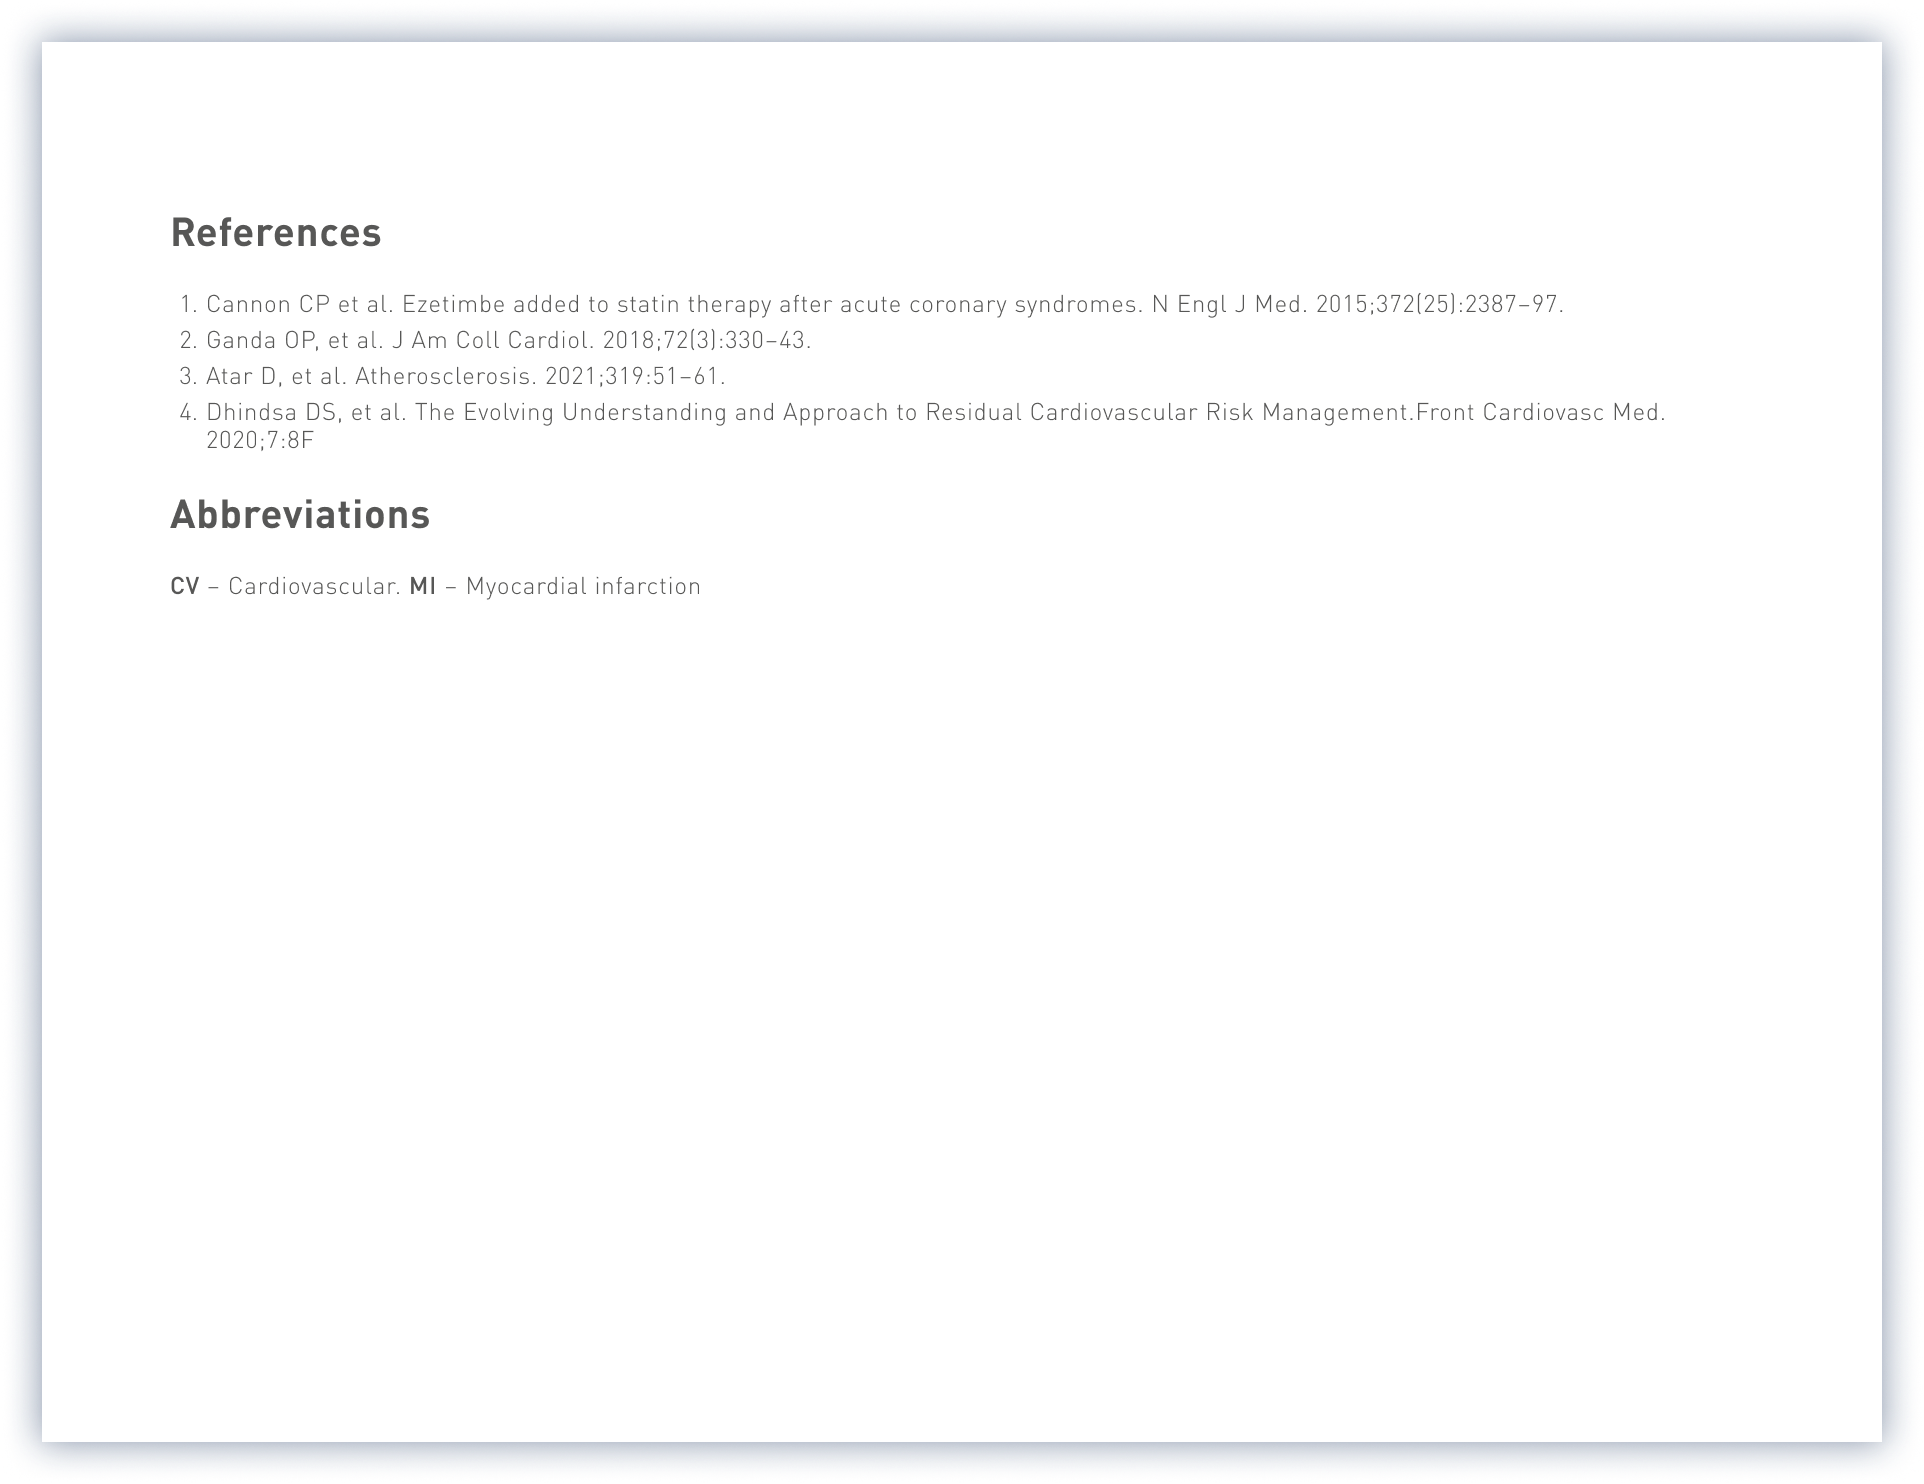 References
1. Cannon CP et al. Ezetimbe added to statin therapy after acute coronary syndromes. N Engl J Med. 2015;372(25):2387–97.
2. Ganda OP, et al. J Am Coll Cardiol. 2018;72(3):330–43.
3. Atar D, et al. Atherosclerosis. 2021;319:51–61.
4. Dhindsa DS, et al. The Evolving Understanding and Approach to Residual Cardiovascular Risk Management.Front Cardiovasc Med.
2020;7:8F
Abbreviations
CV – Cardiovascular. MI – Myocardial infarction